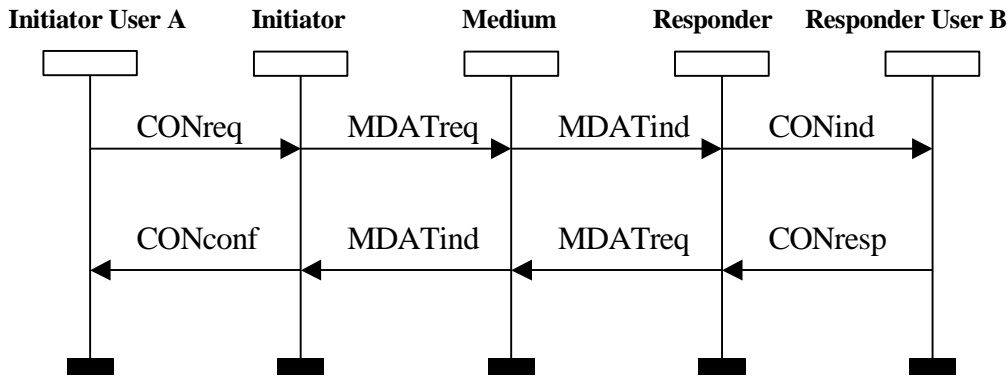 Initiator User A Initiator Medium Responder Responder User B
CONreq MDATreq MDATind CONind
CONconf MDATind MDATreq CONresp